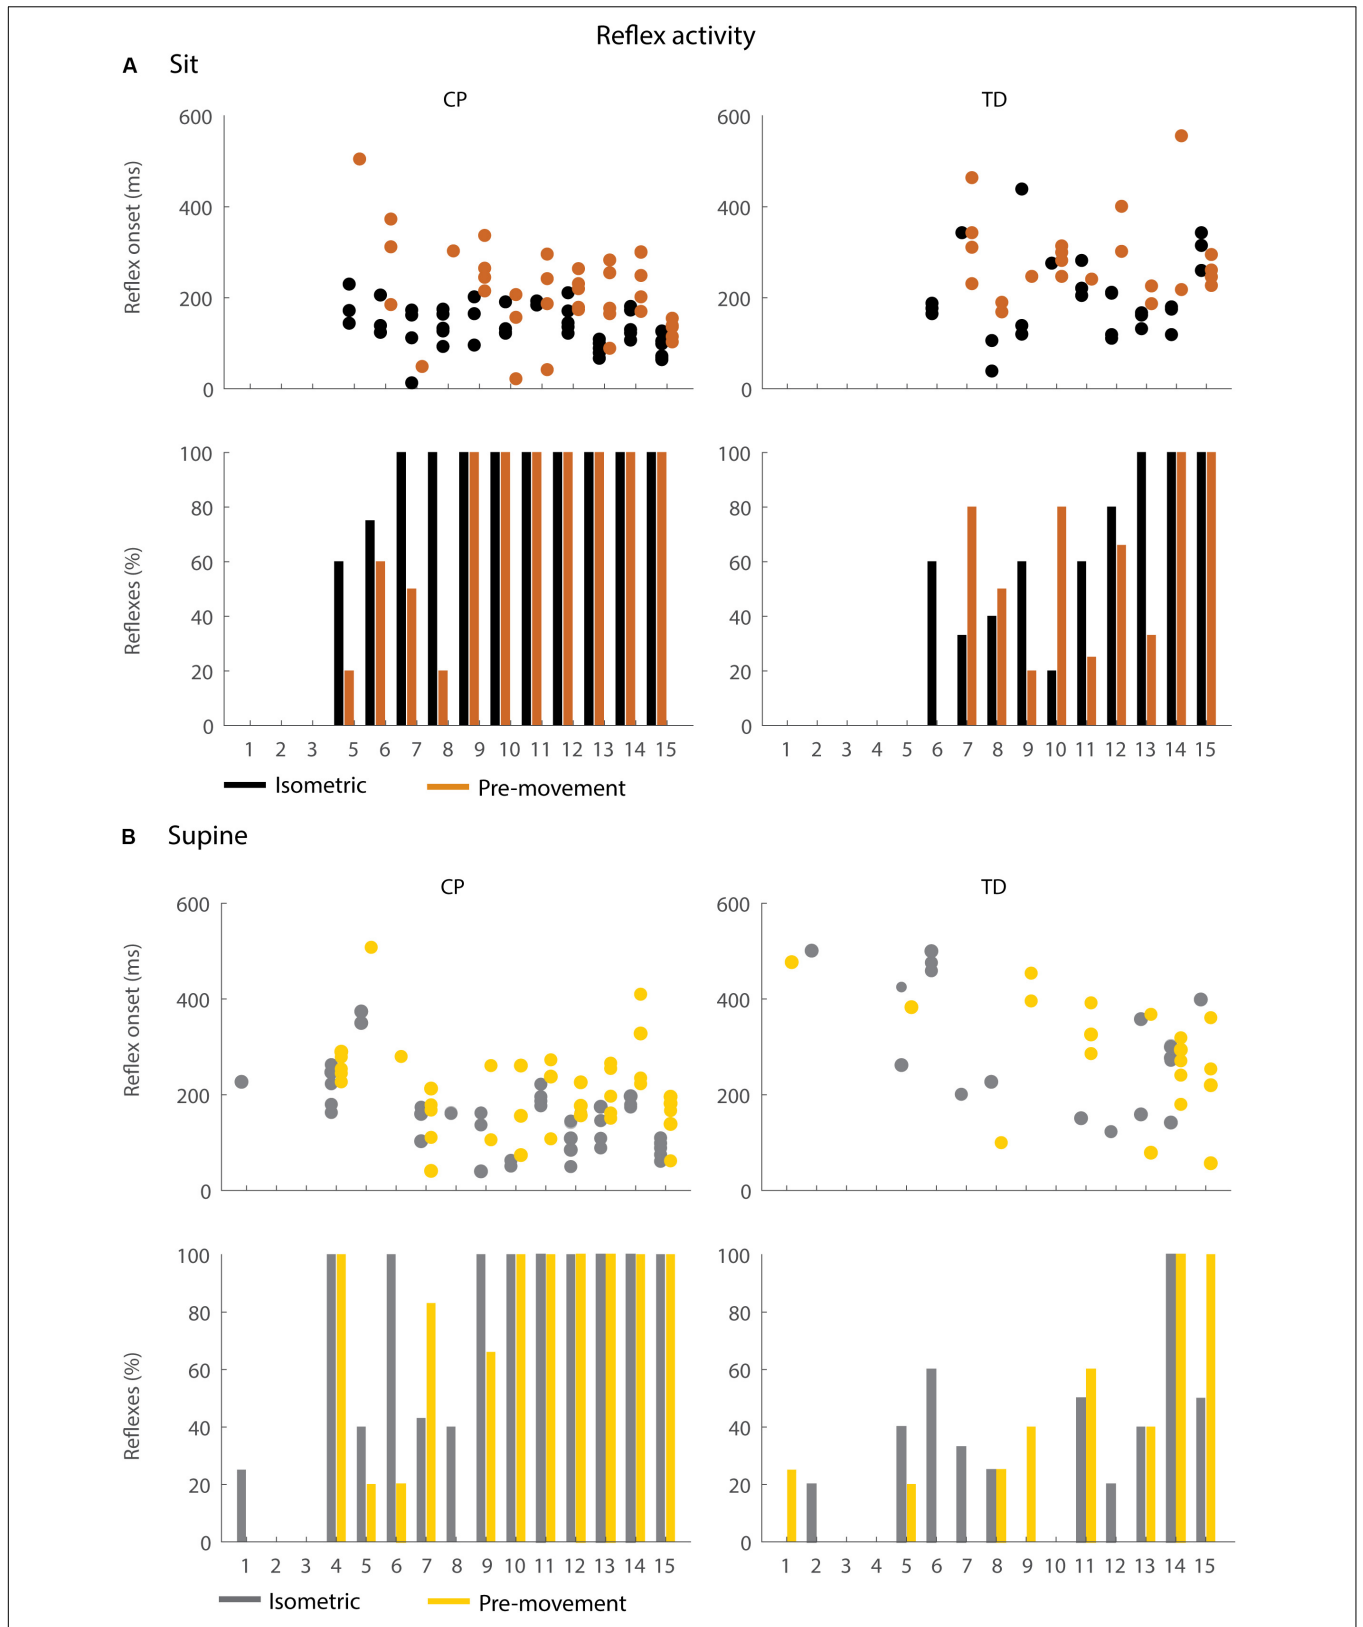 Reflex activity
A Sit
CP TD
600 600
400 400
200 200
0 0
Reflex onset (ms)
100 100
80 80
60 60
40 40
20 20
0 0
Reflexes (%)
1 2 3 5 6 7 8 9 10 11 12 13 14 15 1 2 3 4 5 6 7 8 9 10 11 12 13 14 15
Isometric Pre-movement
B Supine
CP TD
600 600
400 400
200 200
0 0
Reflex onset (ms)
100 100
80 80
60 60
40 40
20 20
0 0
Reflexes (%)
1 2 3 4 5 6 7 8 9 10 11 12 13 14 15 1 2 3 4 5 6 7 8 9 10 11 12 13 14 15
Isometric Pre-movement